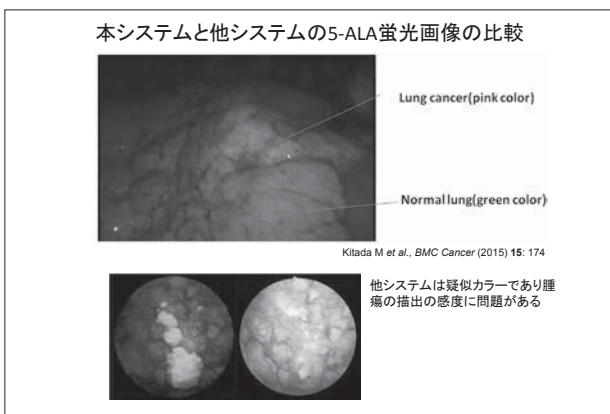 本システムと他システムの5-ALA蛍光画像の比較
Lung cancer(pink color)
Normal lung(green color)
Kitada M et al., BMC Cancer (2015) 15: 174
他システムは疑似カラーであり腫
瘍の描出の感度に問題がある